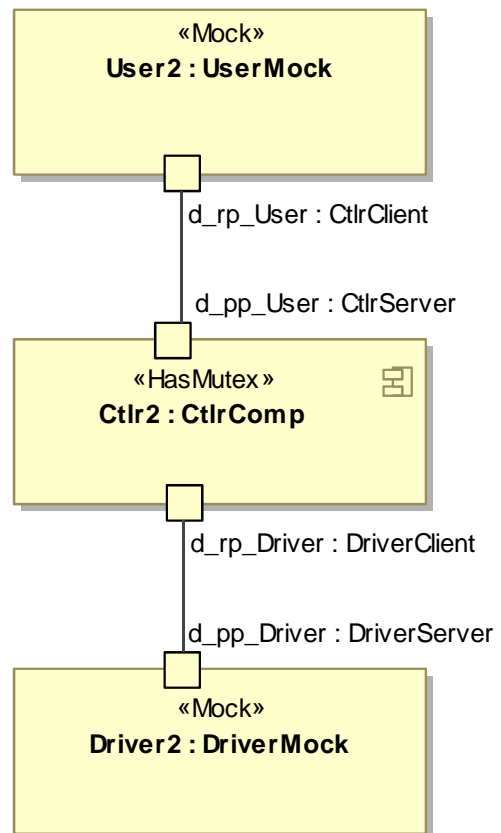 «Mock»
User2 : UserMock
d_rp_User : CtlrClient
d_pp_User : CtlrServer
«HasMutex»
Ctlr2 : CtlrComp
d_rp_Driver : DriverClient
d_pp_Driver : DriverServer
«Mock»
Driver2 : DriverMock